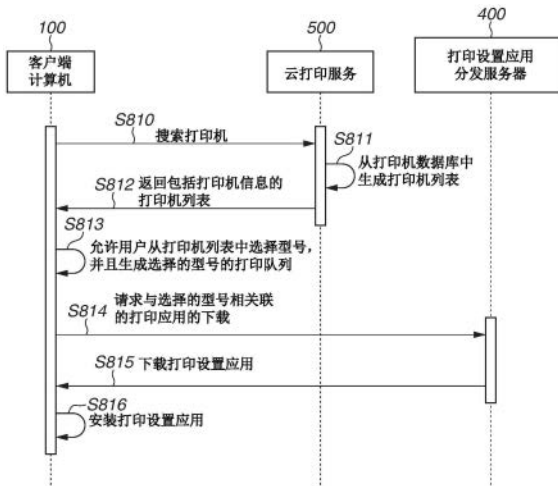 100
500
400
客户端
计算机
云打印服务
打印设置应用
分发服务器
S810
搜索打印机
S811
从打印机数据库中
生成打印机列表
S812 返回包括打印机信息的
打印机列表
S813
允许用户从打印机列表中选择型号，
并且生成选择的型号的打印队列
S814 请求与选择的型号相关联
的打印应用的下载
S815 下载打印设置应用
S816
安装打印设置应用